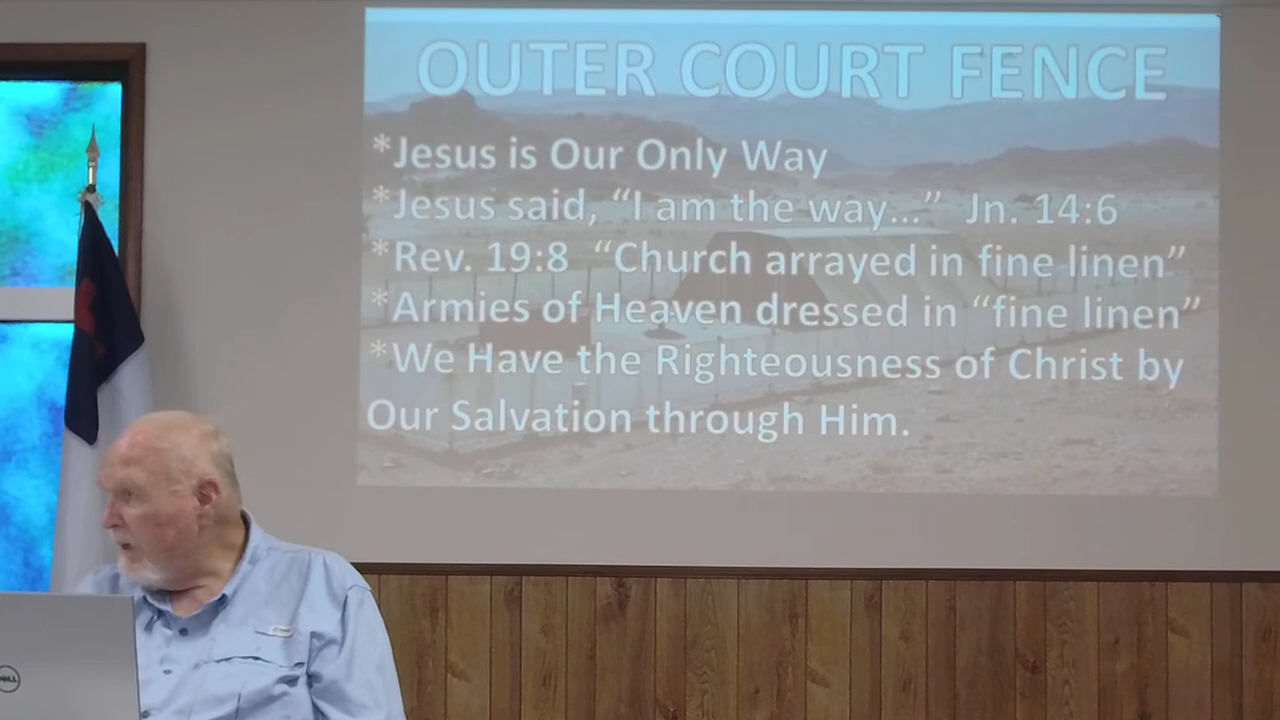 OUTER COURT FENCE
*Jesus is Our Only Way
*Jesus said, “I am the way...” Jn. 14:6
*Rev. 19:8 “Church arrayed in fine linen”
*Armies of Heaven dressed in “fine linen”
*We Have the Righteousness of Christ by
Our Salvation through Him.
DELL